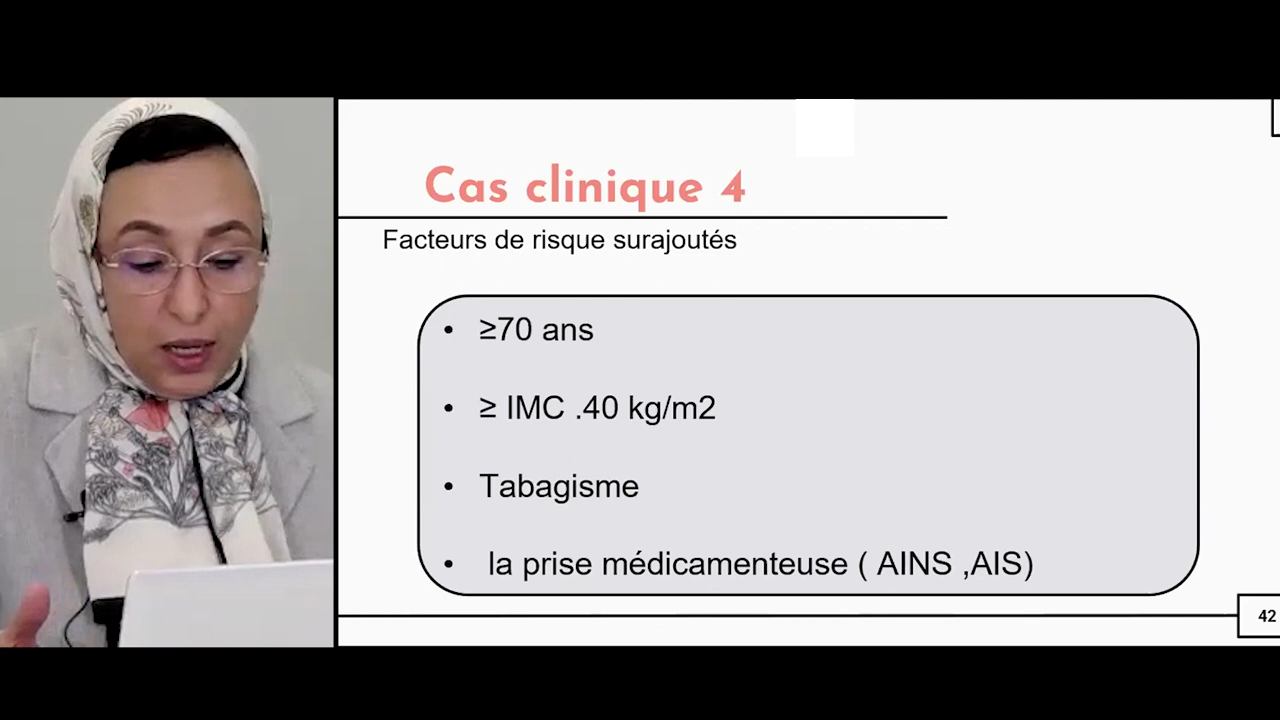 Cas clinique 4
Facteurs de risque surajoutés
• ≥70 ans
• ≥ IMC .40 kg/m2
• Tabagisme
• la prise médicamenteuse ( AINS ,AIS)
42